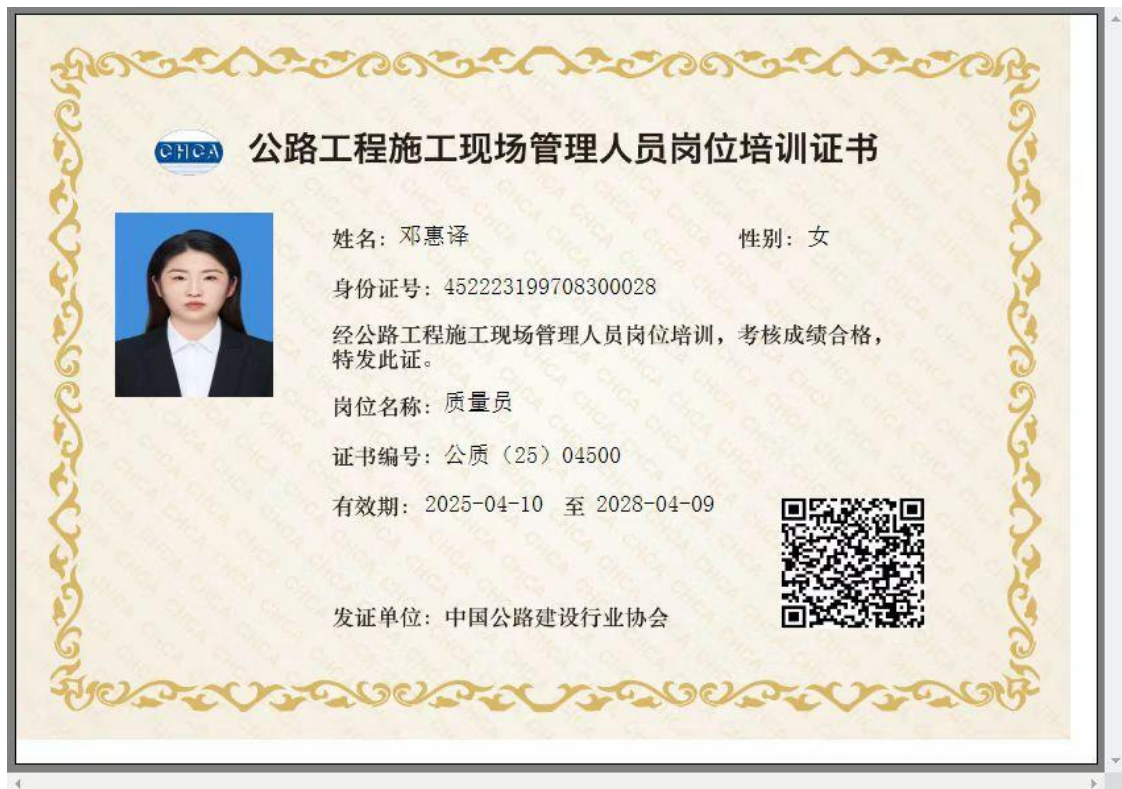 CHCA 公路工程施工现场管理人员岗位培训证书
姓名：邓惠译 性别：女
身份证号：452223199708300028
经公路工程施工现场管理人员岗位培训，考核成绩合格，
特发此证。
岗位名称：质量员
证书编号：公质（25）04500
有效期：2025-04-10 至 2028-04-09
发证单位：中国公路建设行业协会